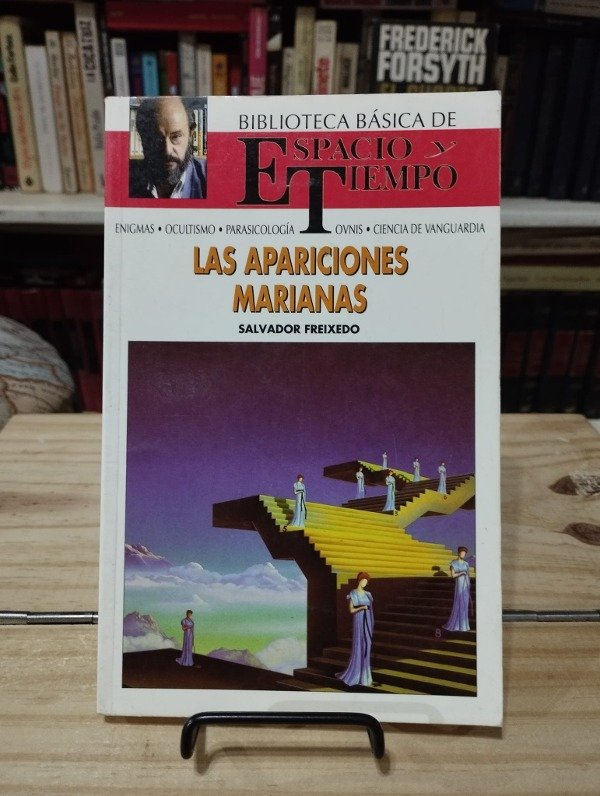 FREDERICK
FORSYTH
BIBLIOTECA BÁSICA DE
ESPACIO y
TIEMPO
ENIGMAS • OCULTISMO • PARASICOLOGÍA OVNIS • CIENCIA DE VANGUARDIA
LAS APARICIONES
MARIANAS
SALVADOR FREIXEDO